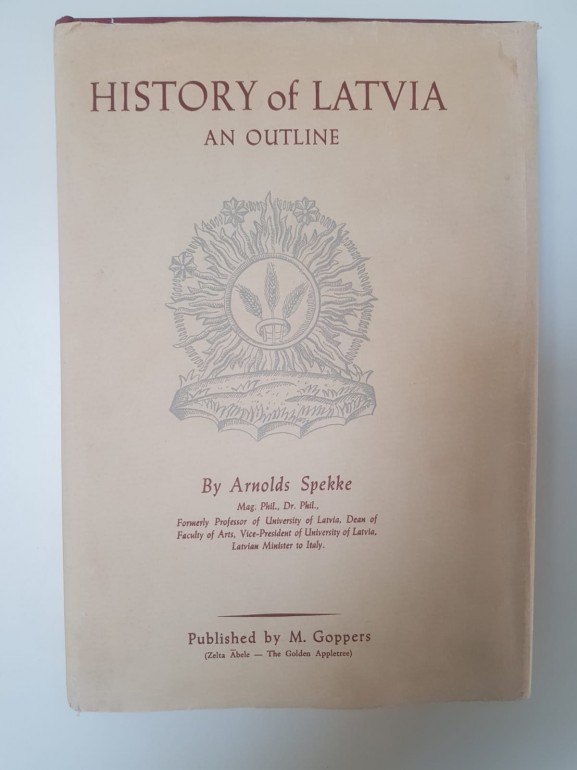 HISTORY of LATVIA
AN OUTLINE
By Arnolds Spekke
Mag. Phil., Dr. Phil.,
Formerly Professor of University of Latvia, Dean of
Faculty of Arts, Vice-President of University of Latvia,
Latvian Minister to Italy.
Published by M. Goppers
(Zelta Ābele — The Golden Appletree)